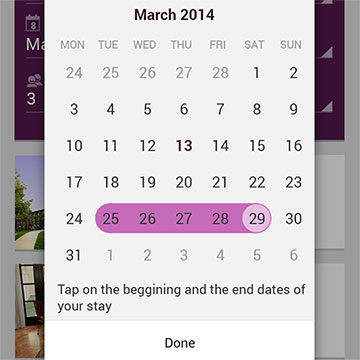 March 2014
MON TUE WED THU FRI SAT SUN
24 25 26 27 28 1 2
3 4 5 6 7 8 9
10 11 12 13 14 15 16
17 18 19 20 21 22 23
24 25 26 27 28 29 30
31 1 2 3 4 5 6
Tap on the beggining and the end dates of
your stay
Done
8
Ma
3